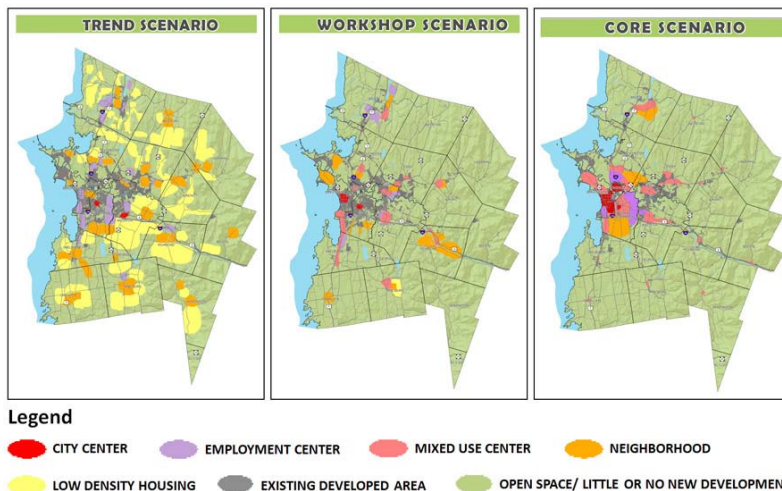 TREND SCENARIO
WORKSHOP SCENARIO
CORE SCENARIO
Legend
CITY CENTER
EMPLOYMENT CENTER
MIXED USE CENTER
NEIGHBORHOOD
LOW DENSITY HOUSING
EXISTING DEVELOPED AREA
OPEN SPACE/ LITTLE OR NO NEW DEVELOPMEN